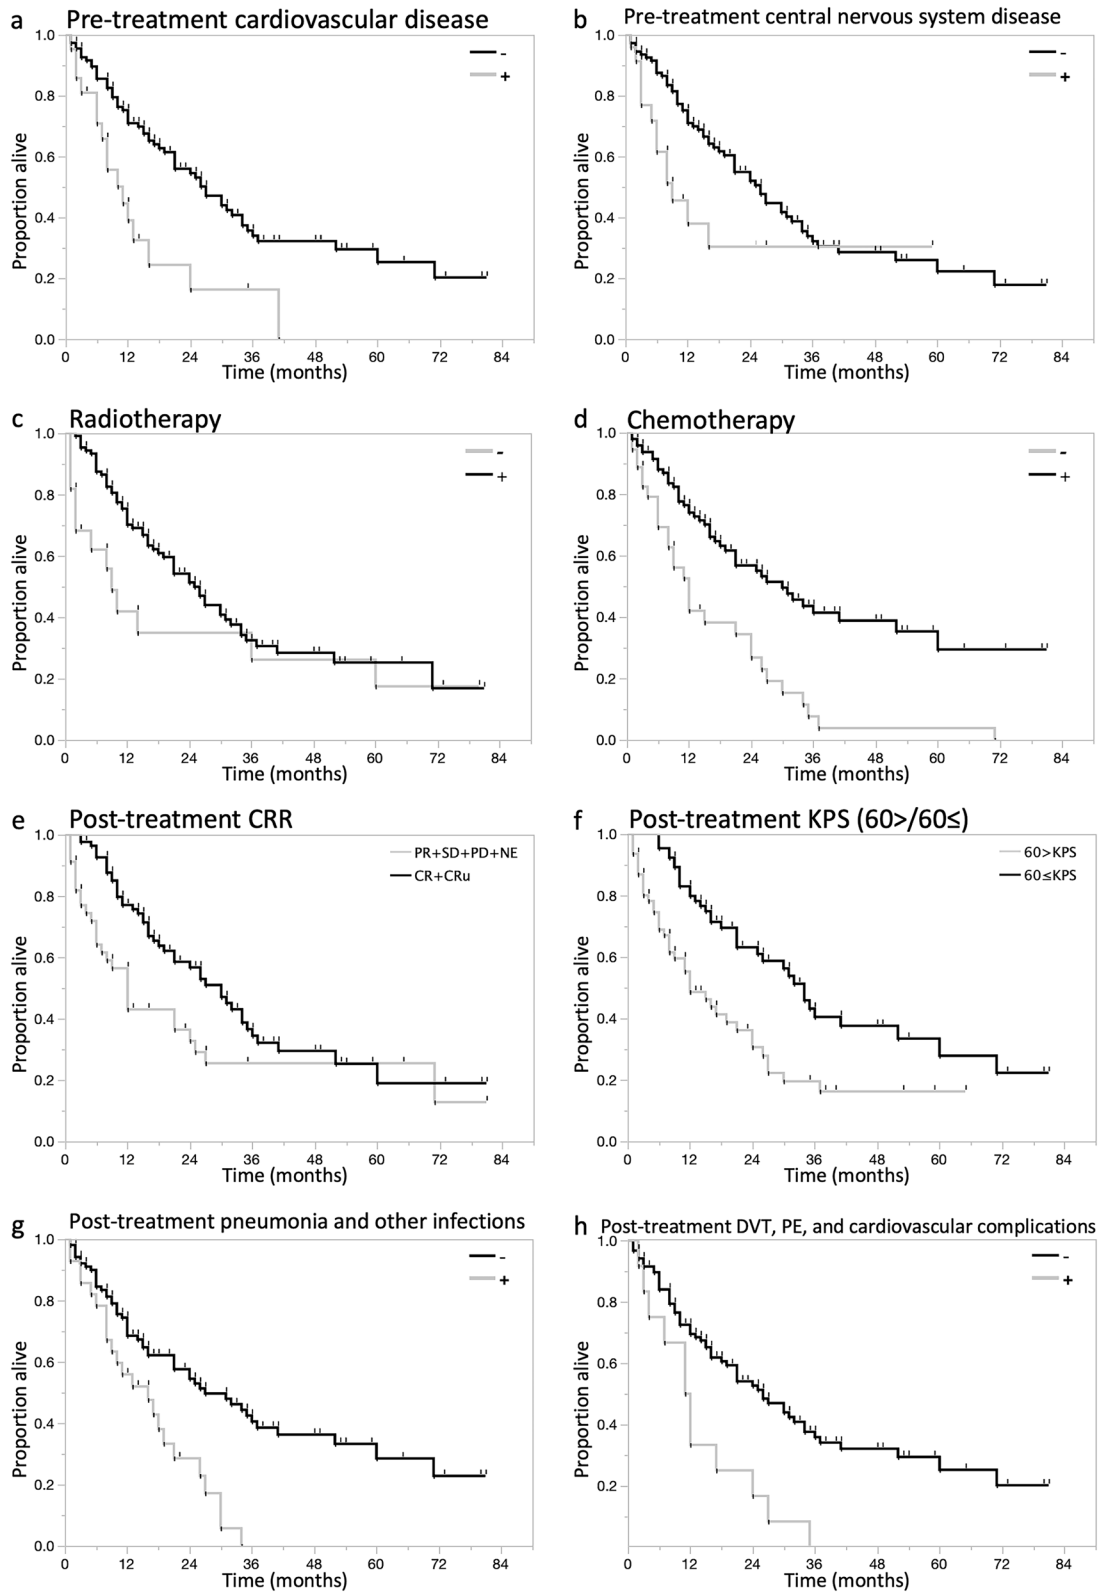 a Pre-treatment cardiovascular disease
1.0
0.8
0.6
0.4
0.2
0.0
Proportion alive
-
+
0 12 24 36 48 60 72 84
Time (months)
b Pre-treatment central nervous system disease
1.0
0.8
0.6
0.4
0.2
0.0
Proportion alive
-
+
0 12 24 36 48 60 72 84
Time (months)
c Radiotherapy
1.0
0.8
0.6
0.4
0.2
0.0
Proportion alive
-
+
0 12 24 36 48 60 72 84
Time (months)
d Chemotherapy
1.0
0.8
0.6
0.4
0.2
0.0
Proportion alive
-
+
0 12 24 36 48 60 72 84
Time (months)
e Post-treatment CRR
1.0
0.8
0.6
0.4
0.2
0.0
Proportion alive
PR+SD+PD+NE
CR+CRu
0 12 24 36 48 60 72 84
Time (months)
f Post-treatment KPS (60>/60≤)
1.0
0.8
0.6
0.4
0.2
0.0
Proportion alive
60>KPS
60≤KPS
0 12 24 36 48 60 72 84
Time (months)
g Post-treatment pneumonia and other infections
1.0
0.8
0.6
0.4
0.2
0.0
Proportion alive
-
+
0 12 24 36 48 60 72 84
Time (months)
h Post-treatment DVT, PE, and cardiovascular complications
1.0
0.8
0.6
0.4
0.2
Proportion alive
-
+
0 12 24 36 48 60 72 84
Time (months)